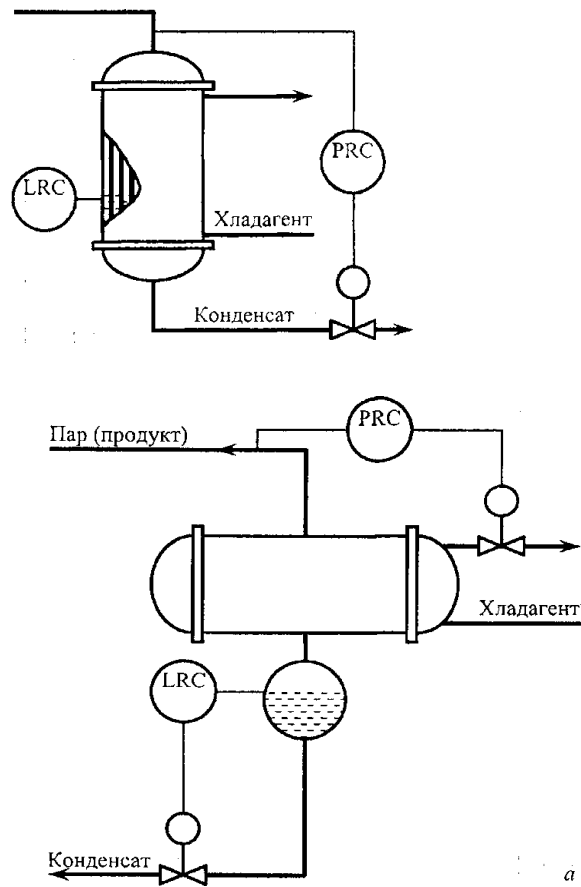 PRC
LRC
Хладагент
Конденсат
Пар (продукт)
PRC
Хладагент
LRC
Конденсат
а